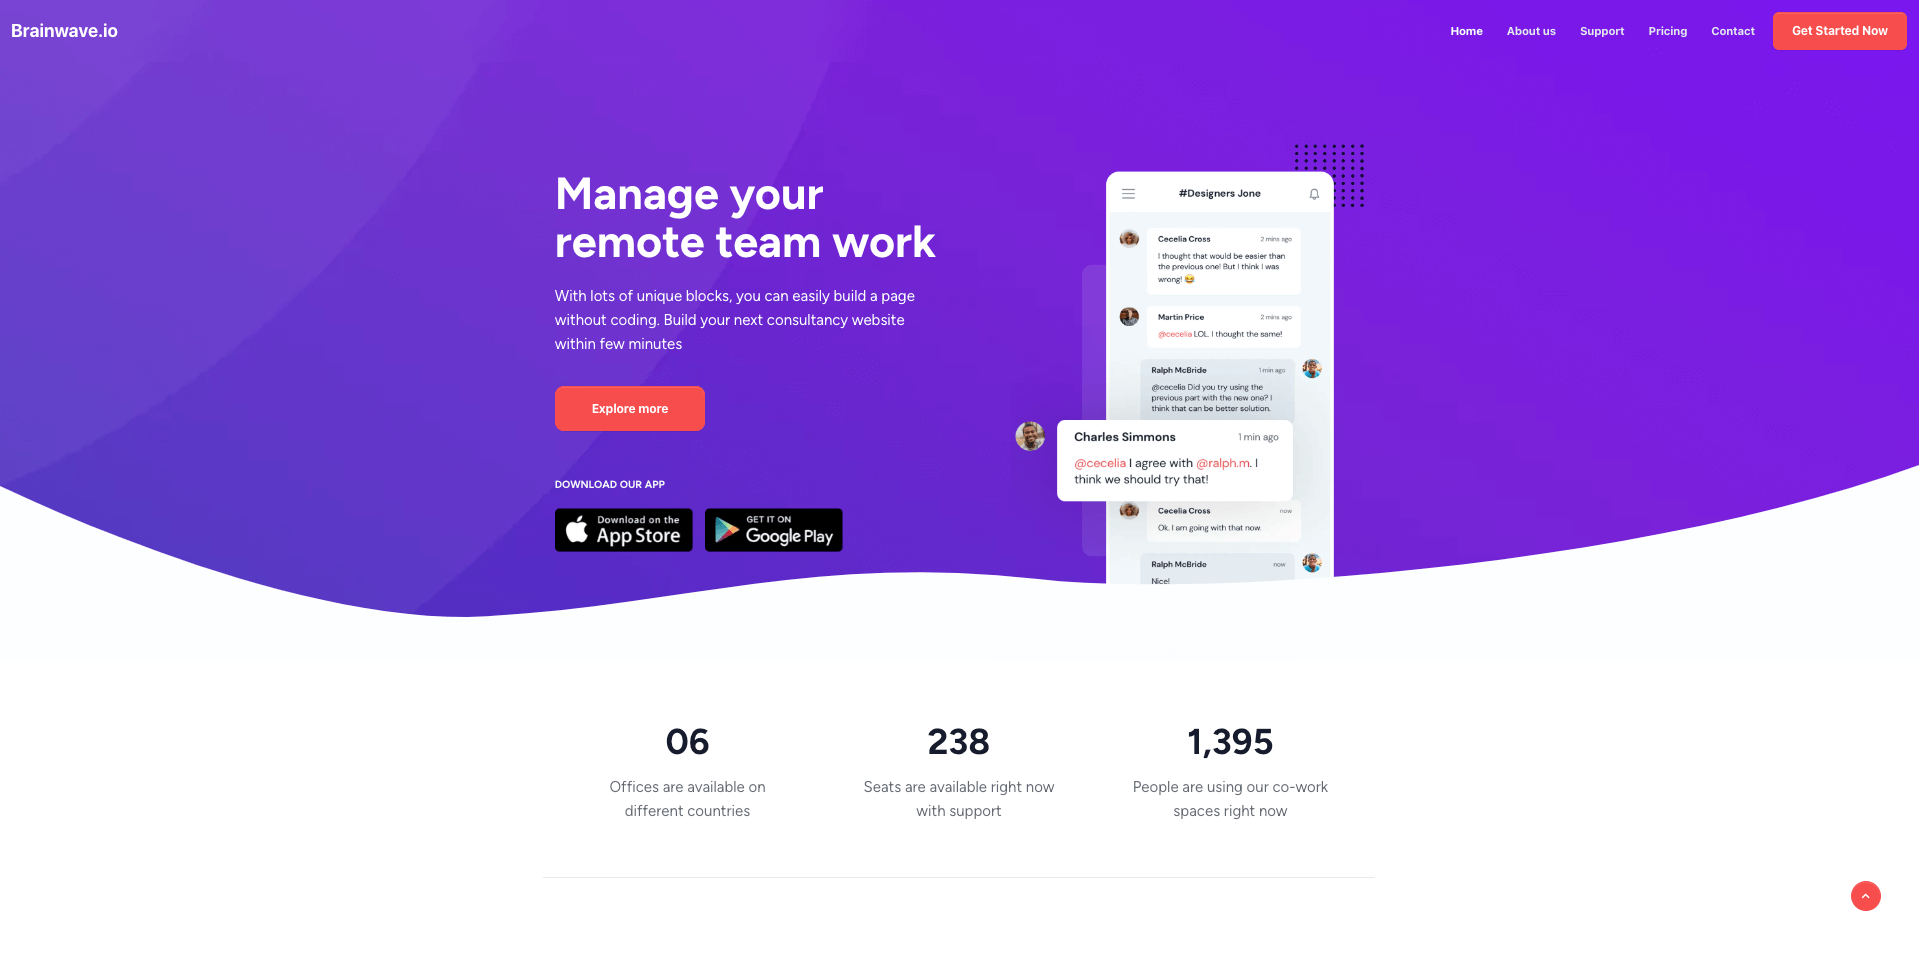 Brainwave.io
Home
About us
Support
Pricing
Contact
Get Started Now
Manage your
remote team work
With lots of unique blocks, you can easily build a page
without coding. Build your next consultancy website
within few minutes
Explore more
DOWNLOAD OUR APP
Download on the
App Store
GET IT ON
Google Play
#Designers Jone
Cecelia Cross
2 mins ago
I thought that would be easier than
the previous one! But I think I was
wrong! 😂
Martin Price
2 mins ago
@cecelia LOL. I thought the same!
Ralph McBride
1 min ago
@cecelia Did you try using the
previous part with the new one? I
think that can be better solution.
Charles Simmons
1 min ago
@cecelia I agree with @ralph.m. I
think we should try that!
Cecelia Cross
now
Ok. I am going with that now.
Ralph McBride
now
Nice!
06
Offices are available on
different countries
238
Seats are available right now
with support
1,395
People are using our co-work
spaces right now